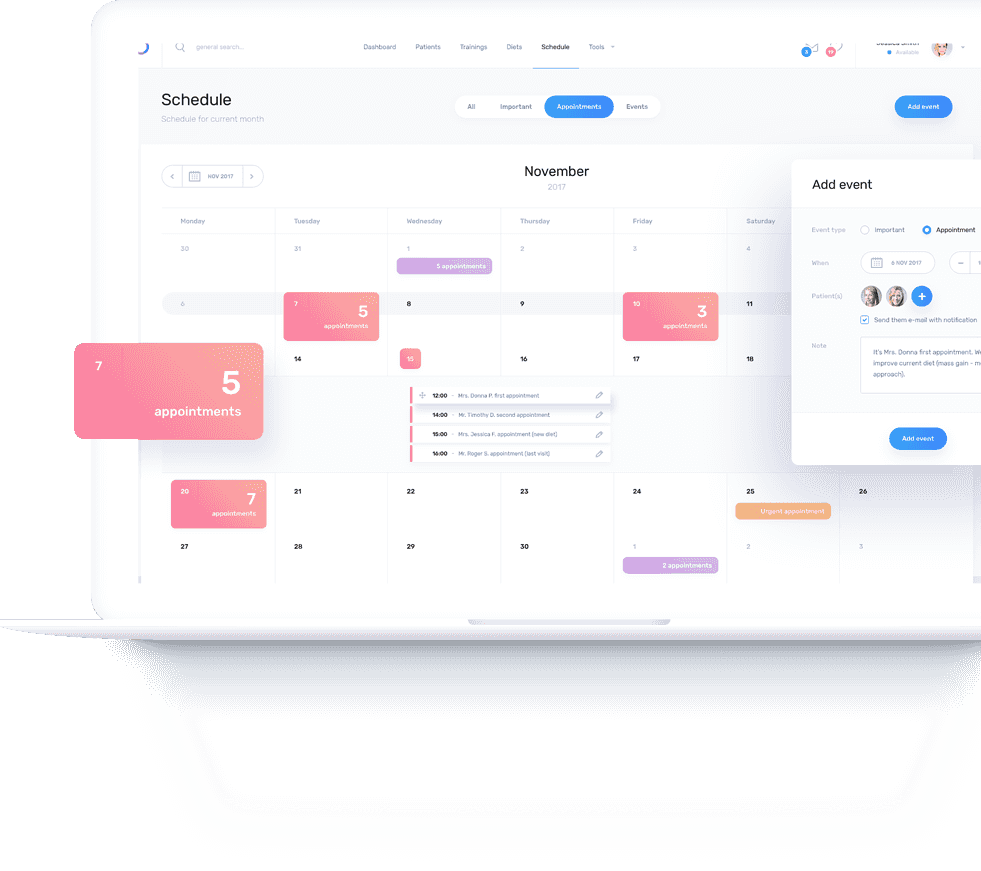 general search...
Dashboard Patients Trainings Diets Schedule Tools
3 19
Jessica Smith
Available
Schedule
Schedule for current month
All Important Appointments Events
Add event
NOV 2017
November
2017
Monday Tuesday Wednesday Thursday Friday Saturday
30 31 1 2 3 4
5 appointments
6 7 8 9 10 11
5 appointments
3 appointments
14 15 16 17 18
7
5
appointments
12:00 - Mrs. Donna P. first appointment
14:00 - Mr. Timothy D. second appointment
15:00 - Mrs. Jessica F. appointment (new diet)
16:00 - Mr. Roger S. appointment (last visit)
20 21 22 23 24 25 26
7 appointments
Urgent appointment
27 28 29 30 1 2 3
2 appointments
Add event
Event type Important Appointment
When 6 NOV 2017
Patient(s)
Send them e-mail with notification
Note
It's Mrs. Donna first appointment.
improve current diet (mass gain -
approach).
Add event